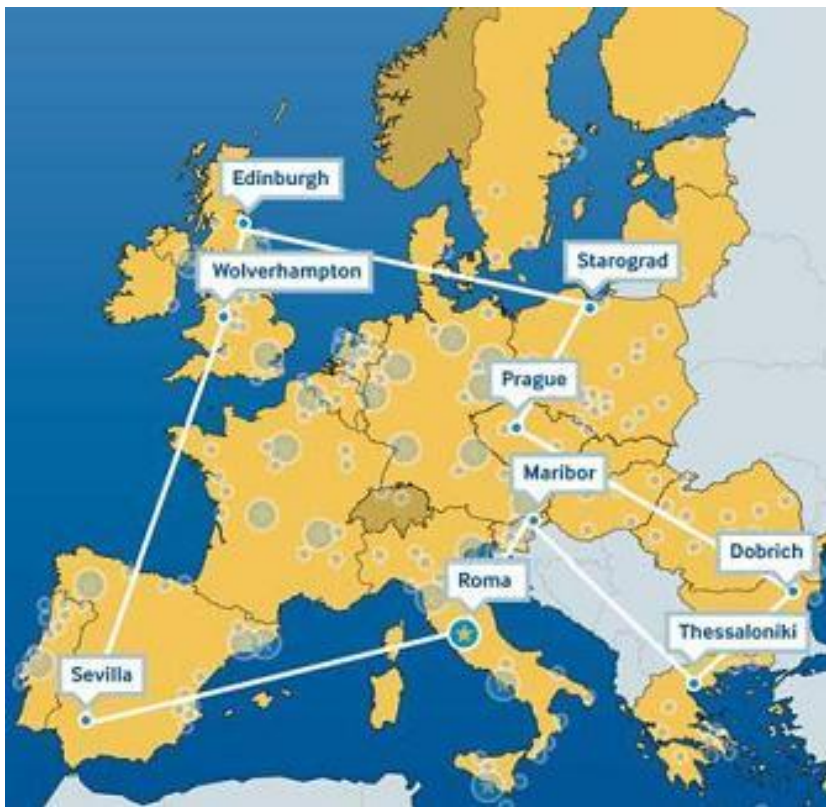 Edinburgh
Wolverhampton
Starograd
Prague
Maribor
Dobrich
Roma
Thessaloniki
Sevilla